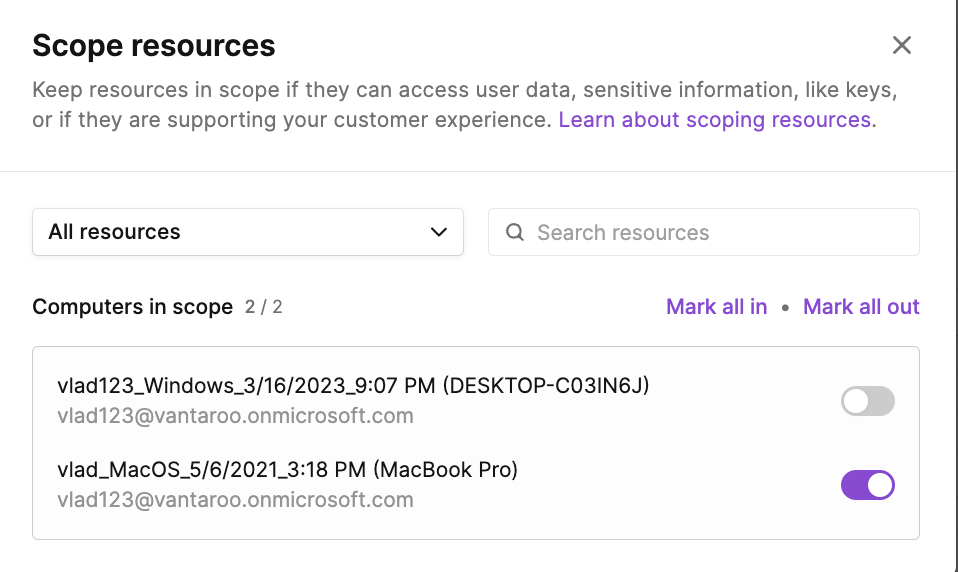 Scope resources
Keep resources in scope if they can access user data, sensitive information, like keys,
or if they are supporting your customer experience. Learn about scoping resources.
All resources
Search resources
Computers in scope 2 / 2
Mark all in • Mark all out
vlad123_Windows_3/16/2023_9:07 PM (DESKTOP-C03IN6J)
vlad123@vantaroo.onmicrosoft.com
vlad_MacOS_5/6/2021_3:18 PM (MacBook Pro)
vlad123@vantaroo.onmicrosoft.com